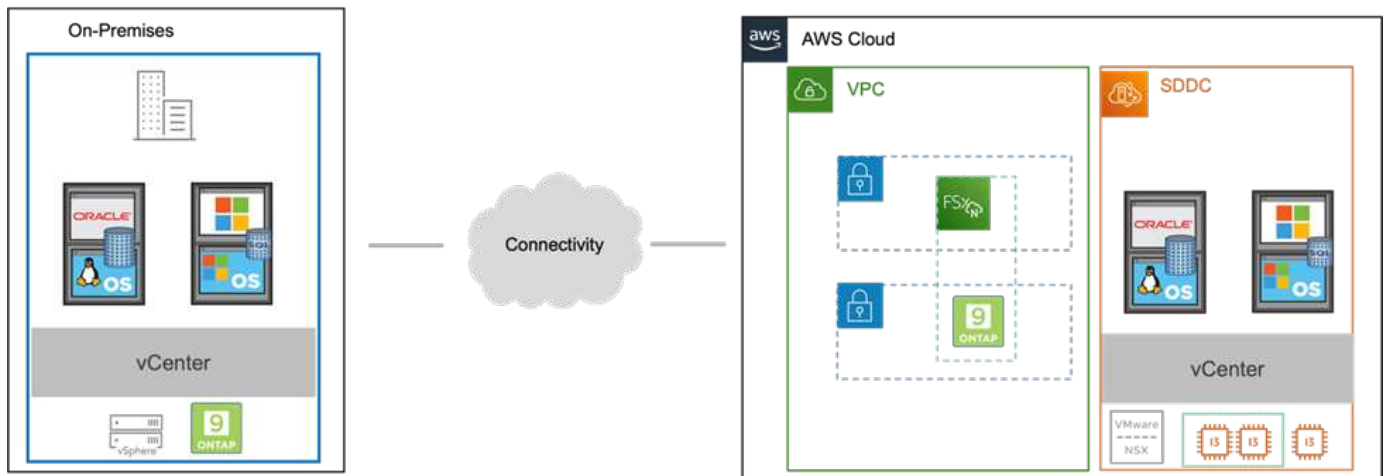 On-Premises
ORACLE
OS
SQL
OS
vCenter
vSphere
9
ONTAP
Connectivity
aws
AWS Cloud
VPC
FSx
N
9
ONTAP
SDDC
ORACLE
OS
SQL
OS
vCenter
VMware
NSX
I3
I3
I3